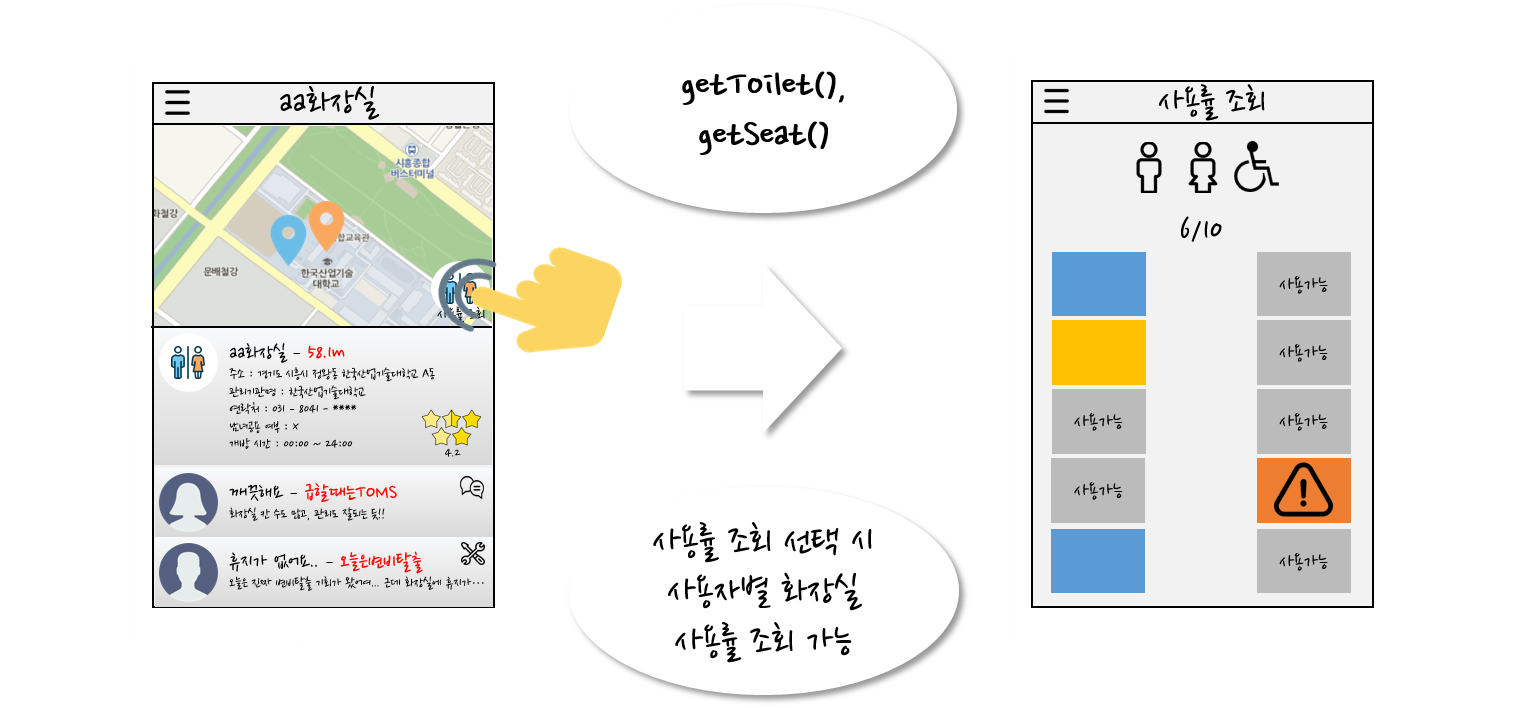 aa화장실
시흥종합
버스터미널
화철강
합교육관
문배철강
한국산업기술
대학교
사용률 조회
aa화장실 - 58.1m
주소 : 경기도 시흥시 정왕동 한국산업기술대학교 A동
관리기관명 : 한국산업기술대학교
연락처 : 031 - 8041 - ****
남녀공용 여부 : X
개방 시간 : 00:00 ~ 24:00
4.2
깨끗해요 - 급할때는TOMS
화장실 칸 수도 많고, 관리도 잘되는 듯!!
휴지가 없어요.. - 오늘은변비탈출
오늘은 진짜 변비탈출 기회가 왔어여... 근데 화장실에 휴지가...
getToilet(),
getSeat()
사용률 조회 선택 시
사용자별 화장실
사용률 조회 가능
사용률 조회
6/10
사용가능
사용가능
사용가능
사용가능
사용가능
사용가능